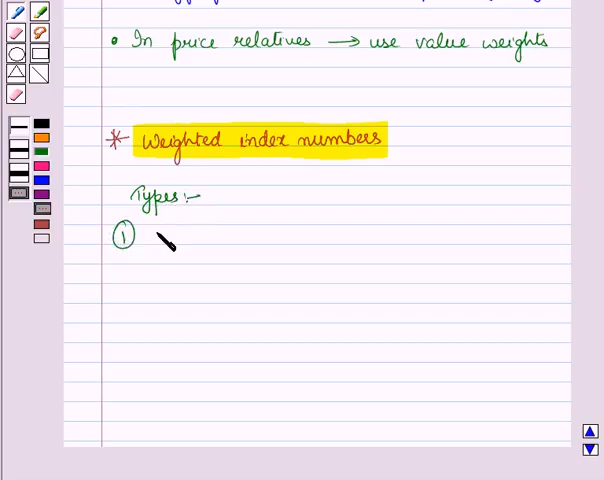 • In price relatives → use value weights
* Weighted index numbers
Types:-
①